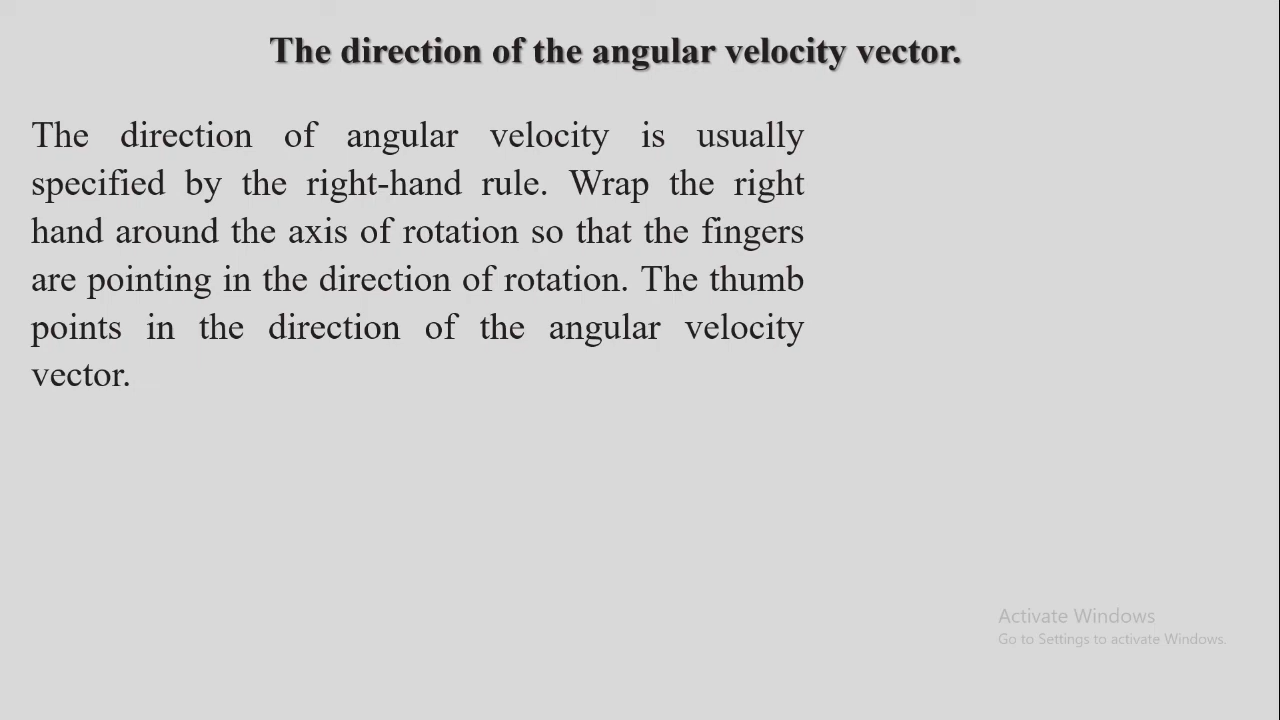 The direction of the angular velocity vector.
The direction of angular velocity is usually
specified by the right-hand rule. Wrap the right
hand around the axis of rotation so that the fingers
are pointing in the direction of rotation. The thumb
points in the direction of the angular velocity
vector.
Activate Windows
Go to Settings to activate Windows.